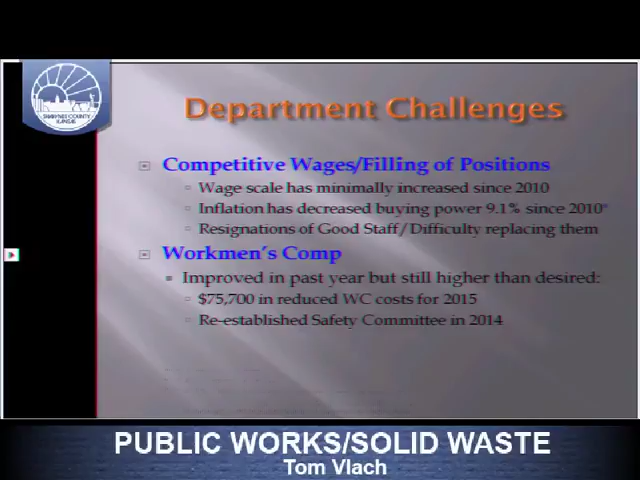 SHAWNEE COUNTY
KANSAS
Department Challenges
Competitive Wages/Filling of Positions
Wage scale has minimally increased since 2010
Inflation has decreased buying power 9.1% since 2010*
Resignations of Good Staff/Difficulty replacing them
Workmen's Comp
Improved in past year but still higher than desired:
$75,700 in reduced WC costs for 2015
Re-established Safety Committee in 2014
PUBLIC WORKS/SOLID WASTE
Tom Vlach